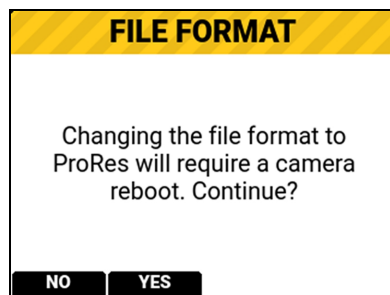 FILE FORMAT
Changing the file format to
ProRes will require a camera
reboot. Continue?
NO YES